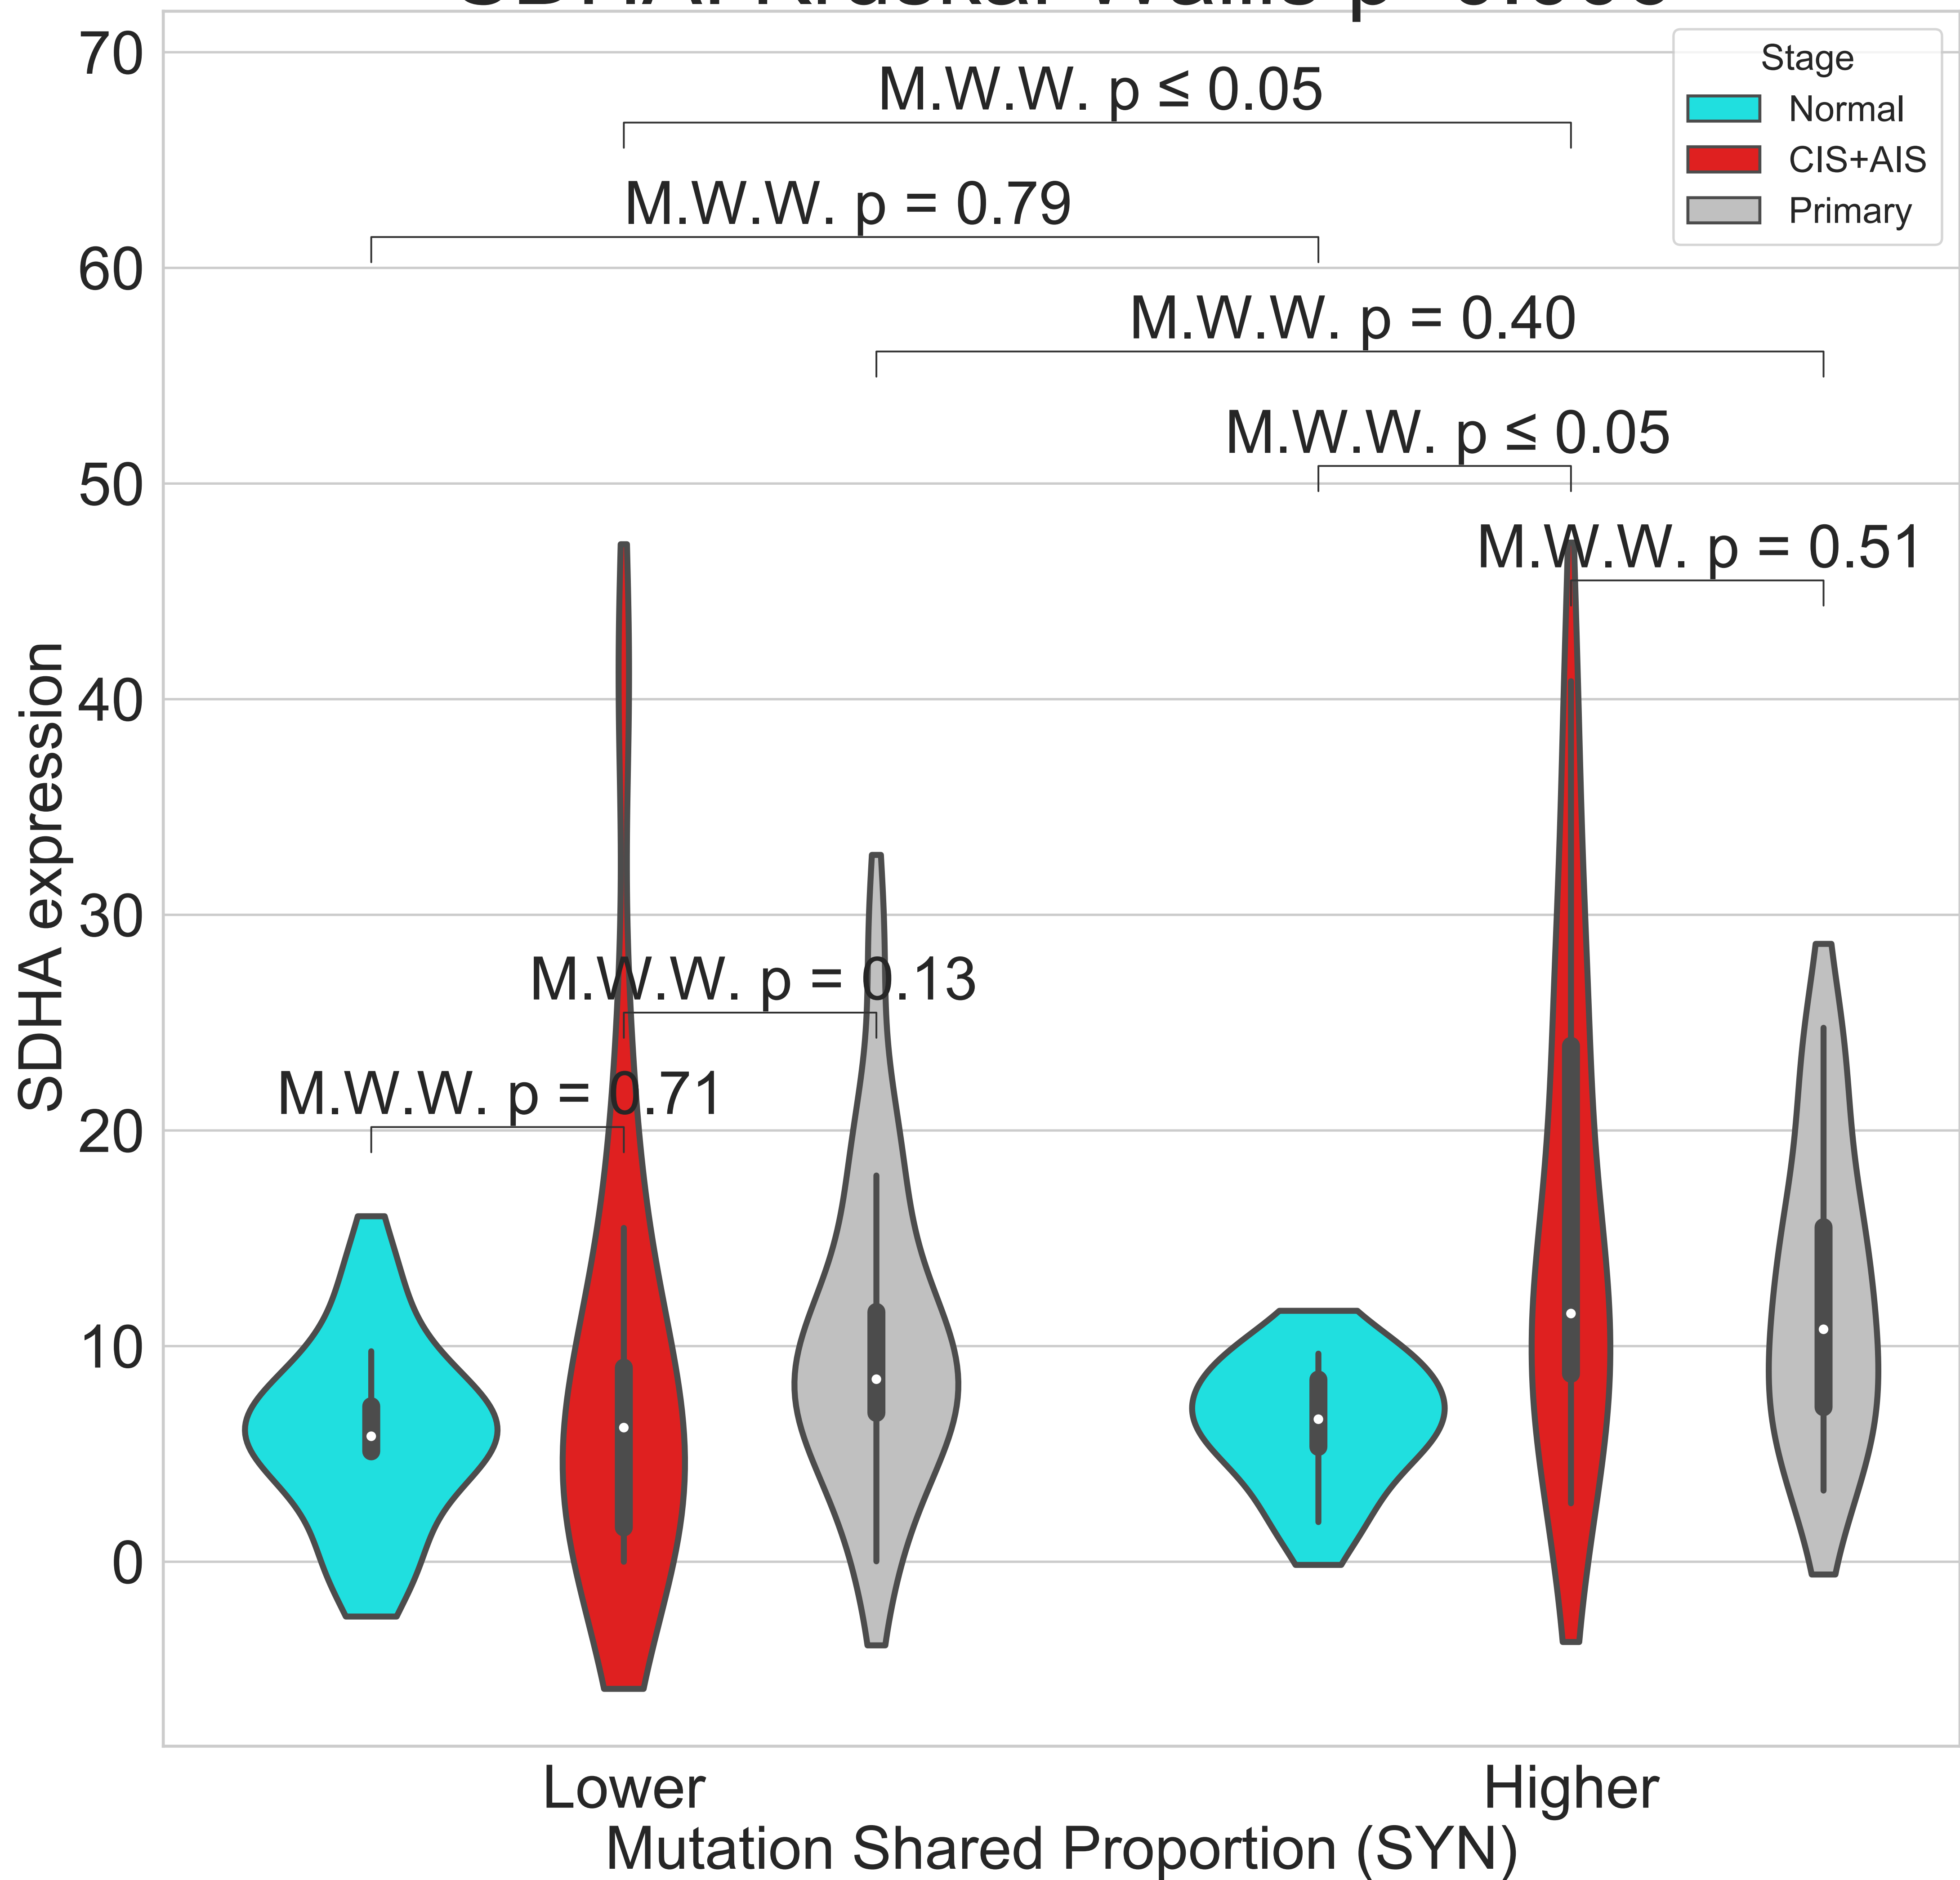 70
60
50
40
30
20
10
0
SDHA expression
M.W.W. p ≤ 0.05
M.W.W. p = 0.79
M.W.W. p = 0.40
M.W.W. p ≤ 0.05
M.W.W. p = 0.51
M.W.W. p = 0.13
M.W.W. p = 0.71
Stage
Normal
CIS+AIS
Primary
Lower
Higher
Mutation Shared Proportion (SYN)